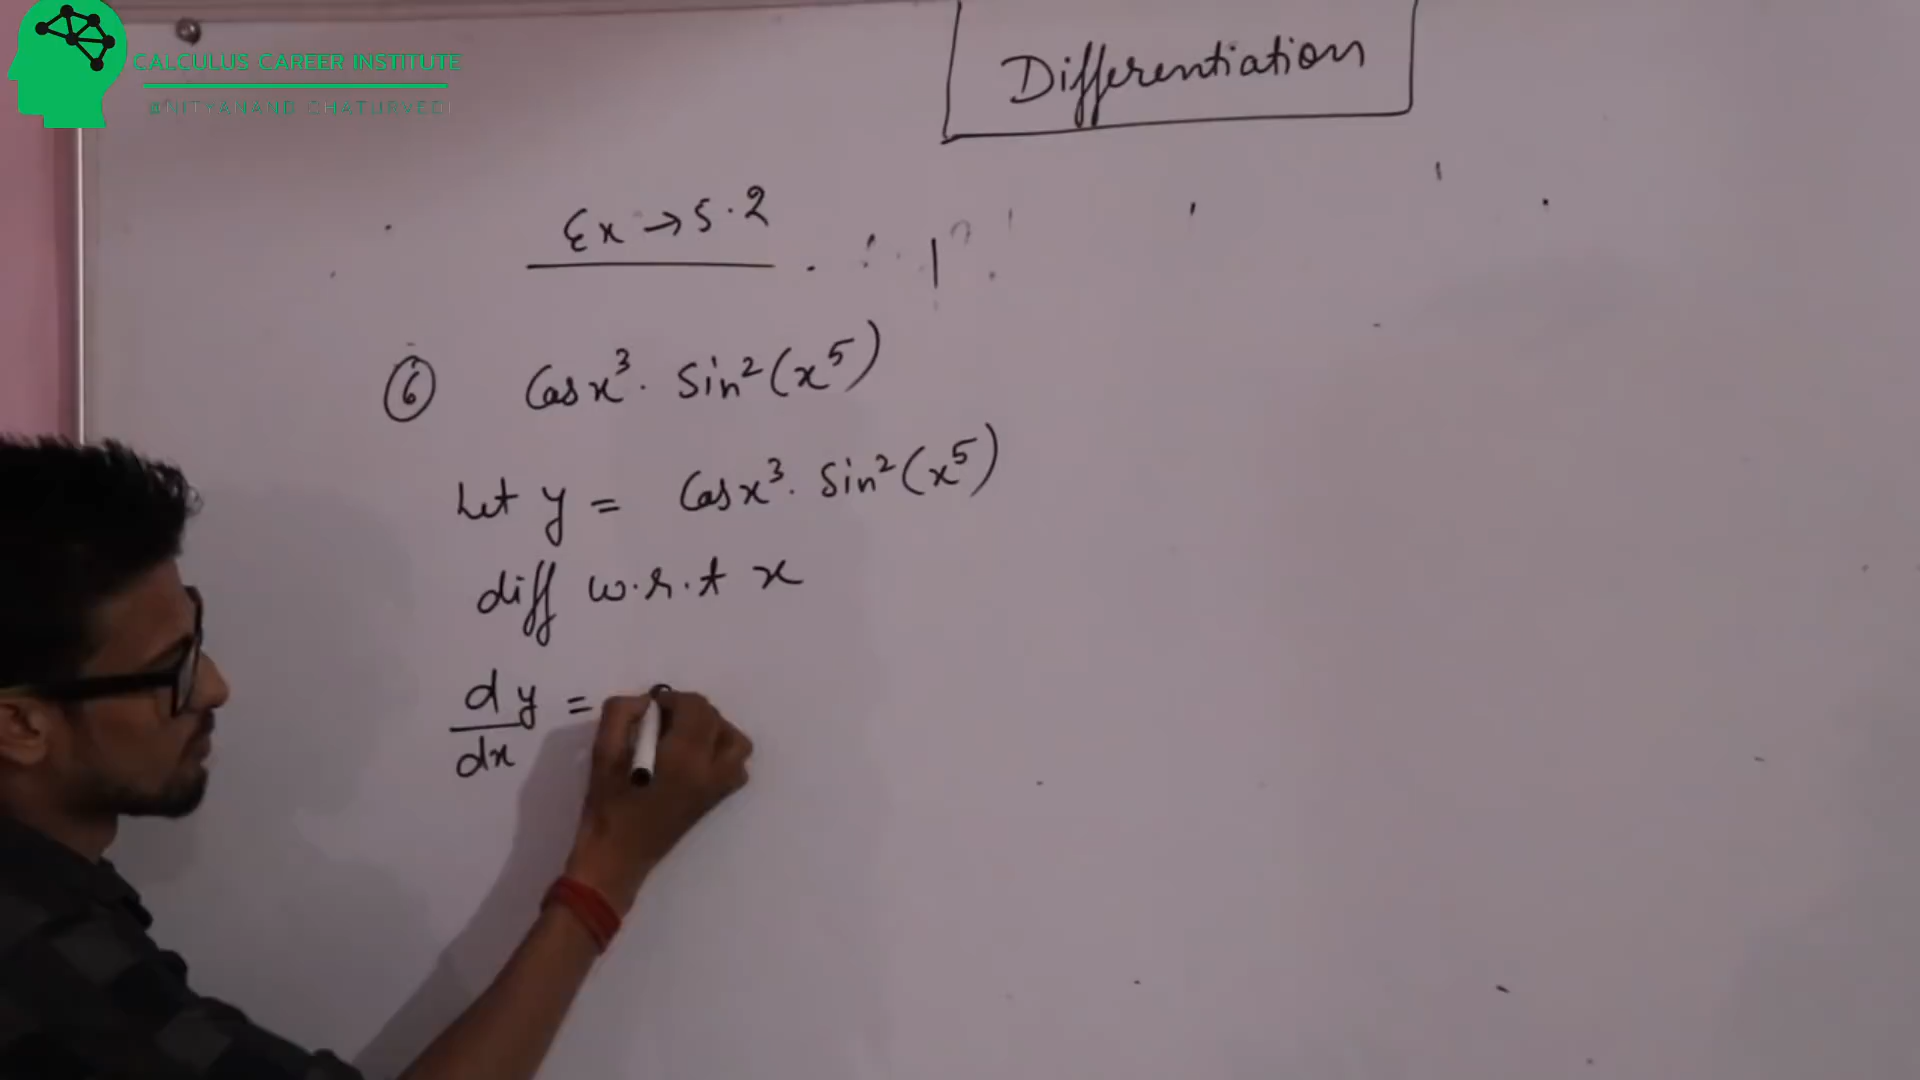 CALCULUS CAREER INSTITUTE
@NITYANAND CHATURVEDI
Differentiation
Ex → 5.2
6 Cos x³ · Sin² (x⁵)
Let y = Cos x³ · Sin² (x⁵)
diff w.r.t x
dy =
dx